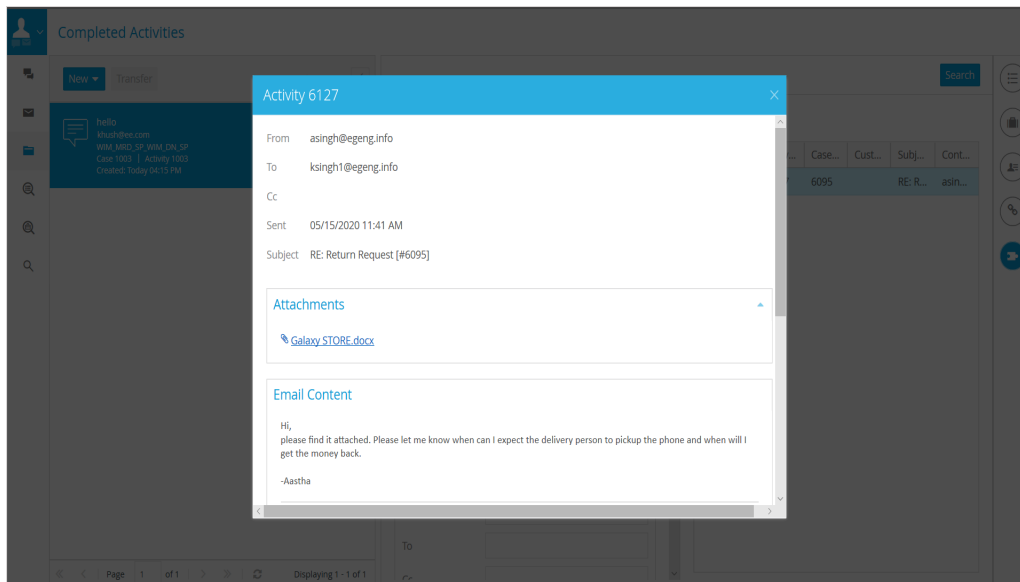 Completed Activities
New
Transfer
Search
hello
khush@ee.com
WIM_MRD_SP_WIM_DN_SP
Case 1003 | Activity 1003
Created: Today 04:15 PM
Activity 6127
From asingh@egeng.info
To ksingh1@egeng.info
Cc
Sent 05/15/2020 11:41 AM
Subject RE: Return Request [#6095]
Attachments
Galaxy STORE.docx
Email Content
Hi,
please find it attached. Please let me know when can I expect the delivery person to pickup the phone and when will I
get the money back.
-Aastha
Case... Cust... Subj... Cont...
6095 RE: R... asin...
To
Cc
Page 1 of 1 Displaying 1 - 1 of 1